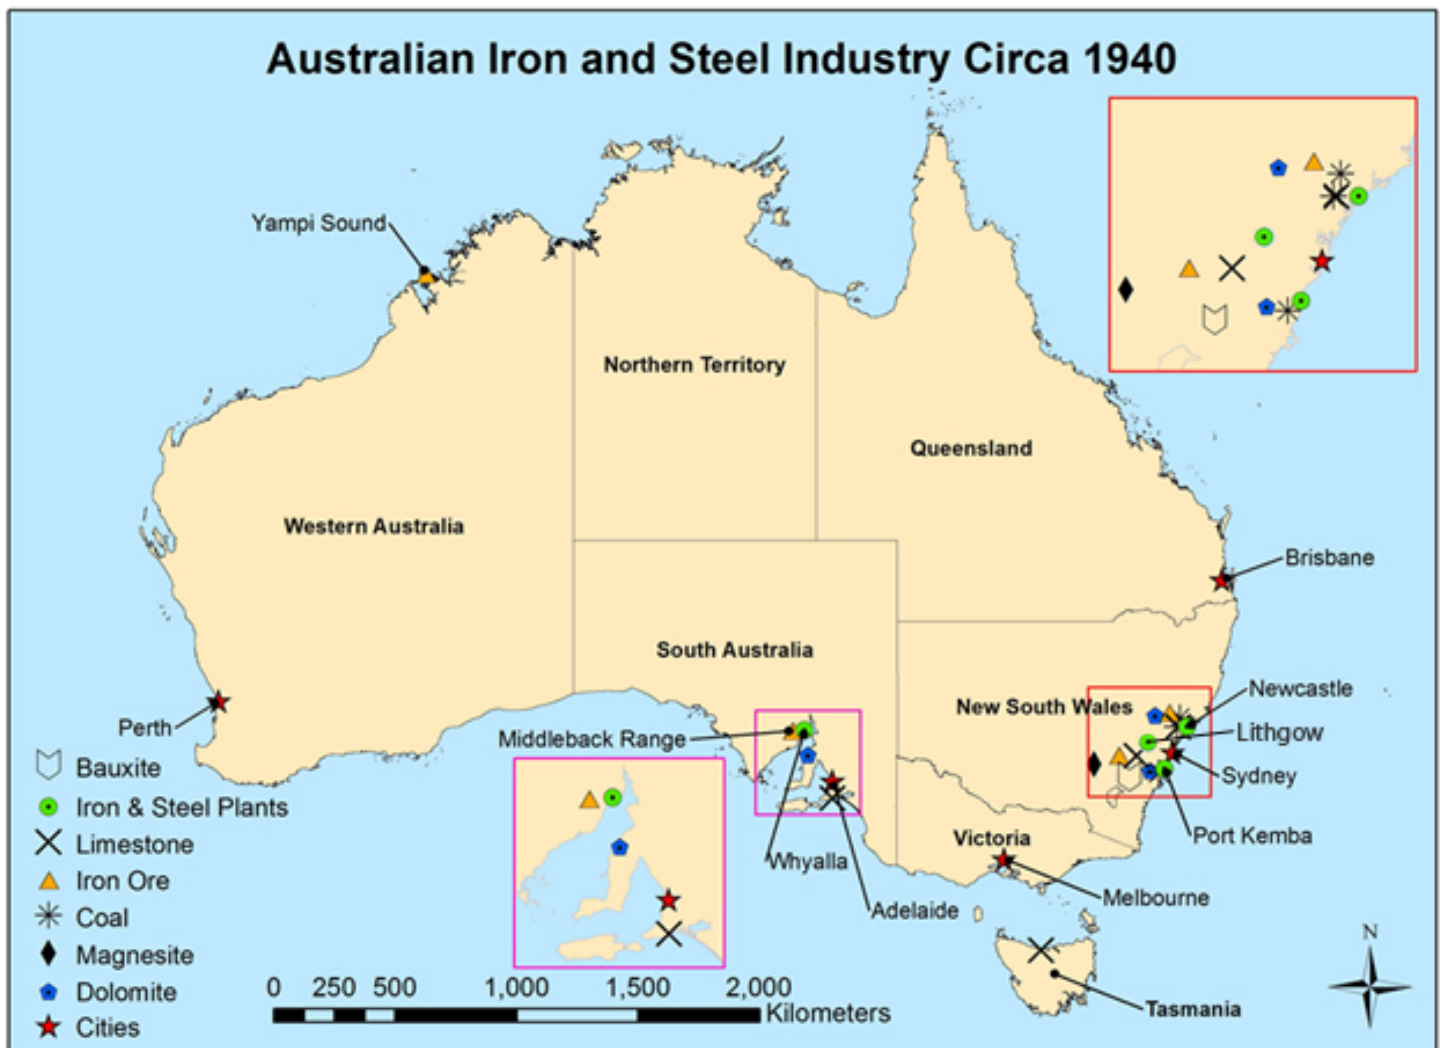 Australian Iron and Steel Industry Circa 1940
Yampi Sound
Northern Territory
Queensland
Western Australia
Brisbane
South Australia
New South Wales
Newcastle
Lithgow
Perth
Middleback Range
Sydney
Port Kemba
Victoria
Whyalla
Melbourne
Adelaide
Tasmania
Bauxite
Iron & Steel Plants
Limestone
Iron Ore
Coal
Magnesite
Dolomite
Cities
0 250 500 1,000 1,500 2,000
Kilometers
N